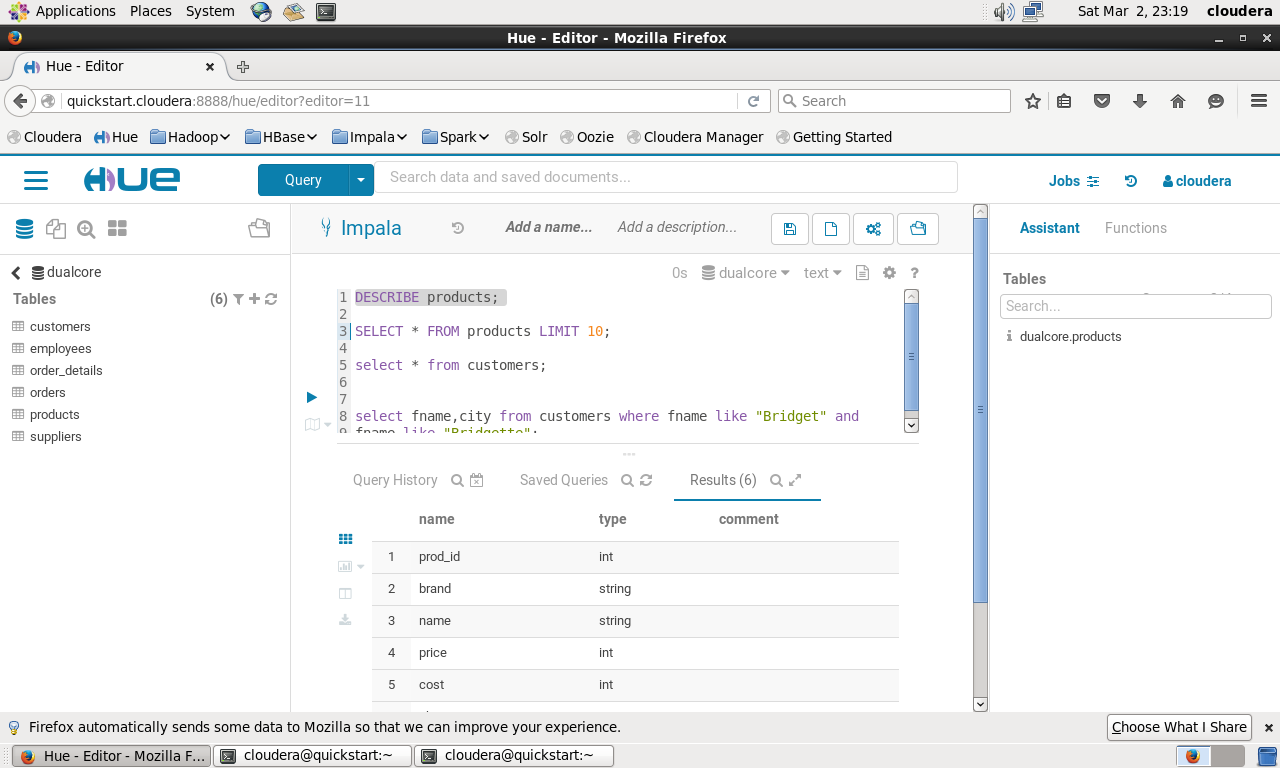 Applications Places System Sat Mar 2, 23:19 cloudera
Hue - Editor - Mozilla Firefox
Hue - Editor
quickstart.cloudera:8888/hue/editor?editor=11 Search
Cloudera Hue Hadoop HBase Impala Spark Solr Oozie Cloudera Manager Getting Started
HUE Query Search data and saved documents... Jobs cloudera
Impala Add a name... Add a description... Assistant Functions
dualcore 0s dualcore text ?
Tables (6) Tables
Search...
dualcore.products
customers
employees
order_details
orders
products
suppliers
1 DESCRIBE products;
2
3 SELECT * FROM products LIMIT 10;
4
5 select * from customers;
6
7
8 select fname,city from customers where fname like "Bridget" and
9 fname like "Bridgette";
Query History Saved Queries Results (6)
name type comment
1 prod_id int
2 brand string
3 name string
4 price int
5 cost int
Firefox automatically sends some data to Mozilla so that we can improve your experience. Choose What I Share
Hue - Editor - Mozilla F... cloudera@quickstart:~ cloudera@quickstart:~